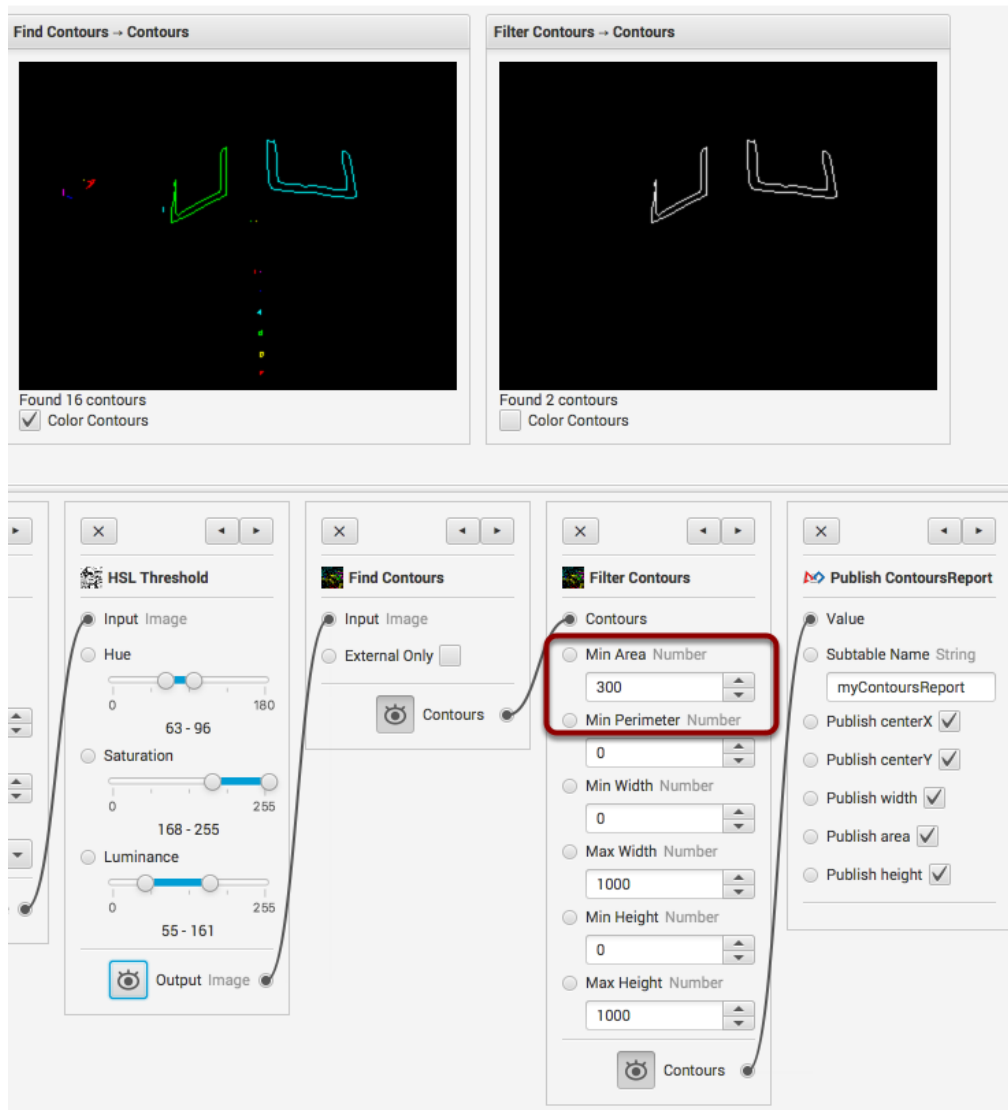 Find Contours → Contours
Filter Contours → Contours
Found 16 contours
Color Contours
Found 2 contours
Color Contours
HSL Threshold
Input Image
Hue
0 180
63 - 96
Saturation
0 255
168 - 255
Luminance
0 255
55 - 161
Output Image
Find Contours
Input Image
External Only
Contours
Filter Contours
Contours
Min Area Number
300
Min Perimeter Number
0
Min Width Number
0
Max Width Number
1000
Min Height Number
0
Max Height Number
1000
Contours
Publish ContoursReport
Value
Subtable Name String
myContoursReport
Publish centerX
Publish centerY
Publish width
Publish area
Publish height